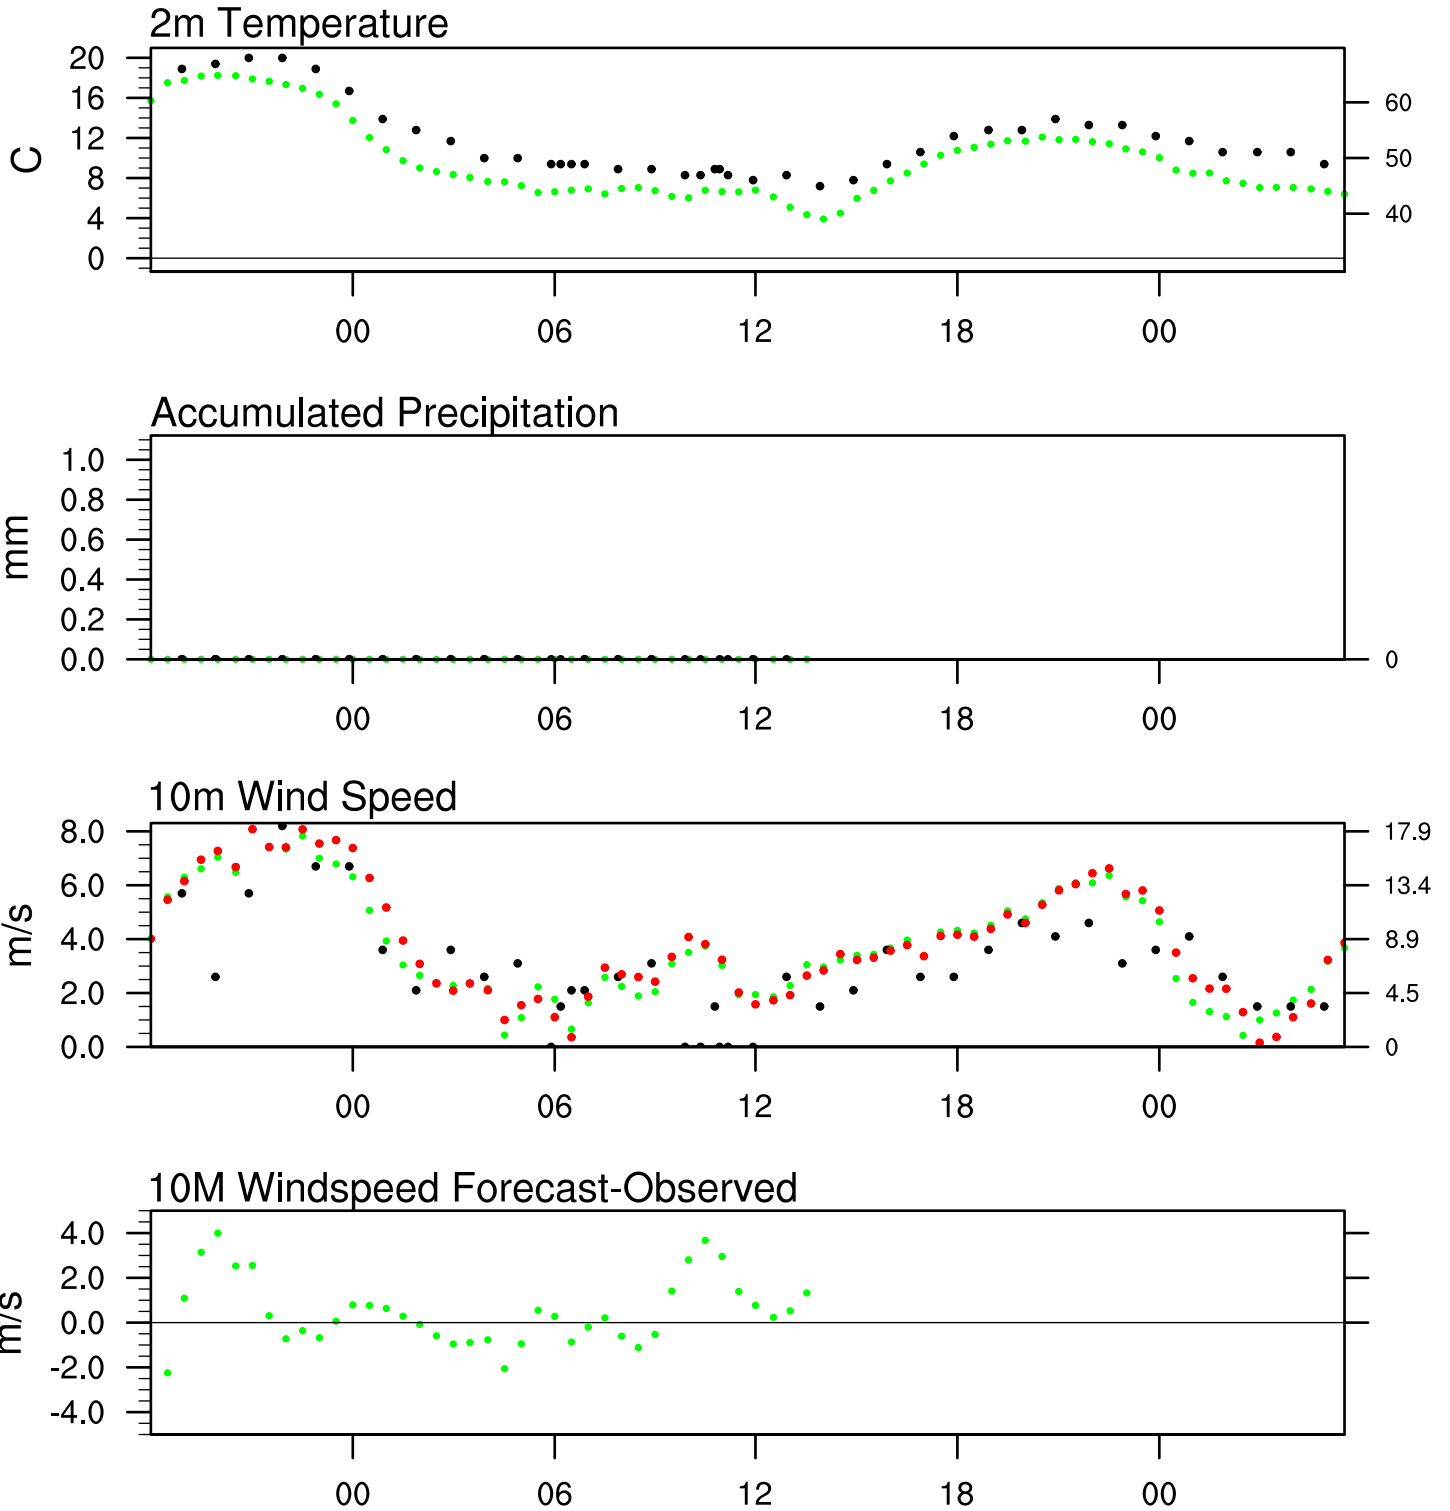 2m Temperature
20
16
12
8
4
0
C
60
50
40
00 06 12 18 00
Accumulated Precipitation
1.0
0.8
0.6
0.4
0.2
0.0
mm
0
00 06 12 18 00
10m Wind Speed
8.0
6.0
4.0
2.0
0.0
m/s
17.9
13.4
8.9
4.5
0
00 06 12 18 00
10M Windspeed Forecast-Observed
4.0
2.0
0.0
-2.0
-4.0
m/s
00 06 12 18 00